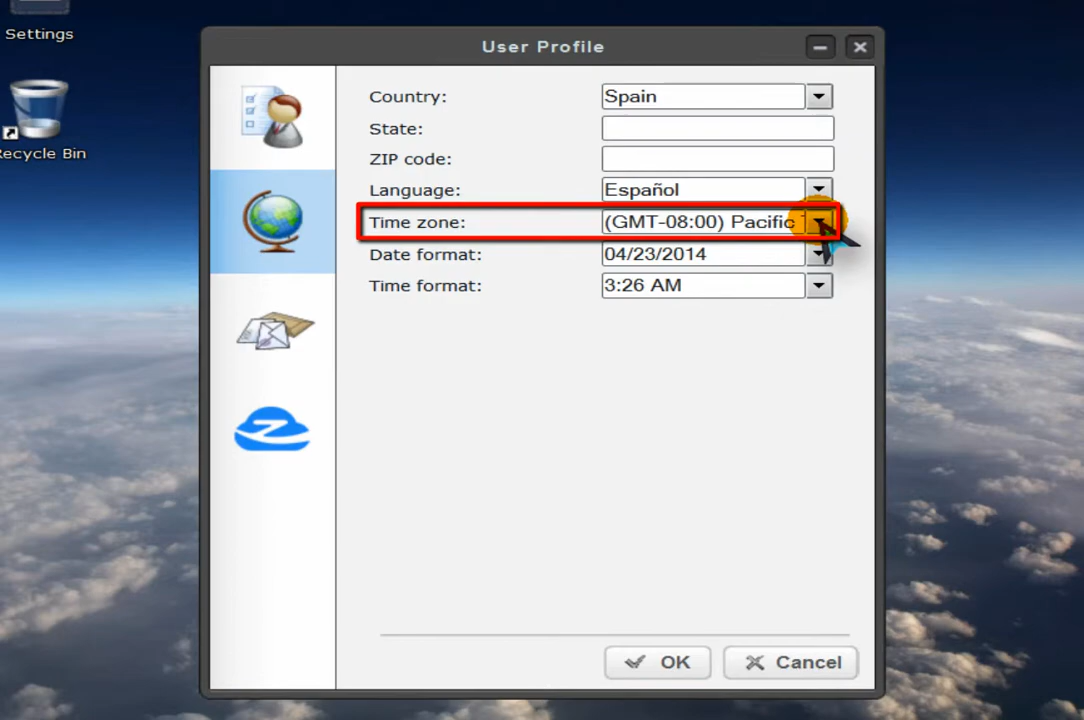 Settings
Recycle Bin
User Profile
Country: Spain
State:
ZIP code:
Language: Español
Time zone: (GMT-08:00) Pacific
Date format: 04/23/2014
Time format: 3:26 AM
OK Cancel